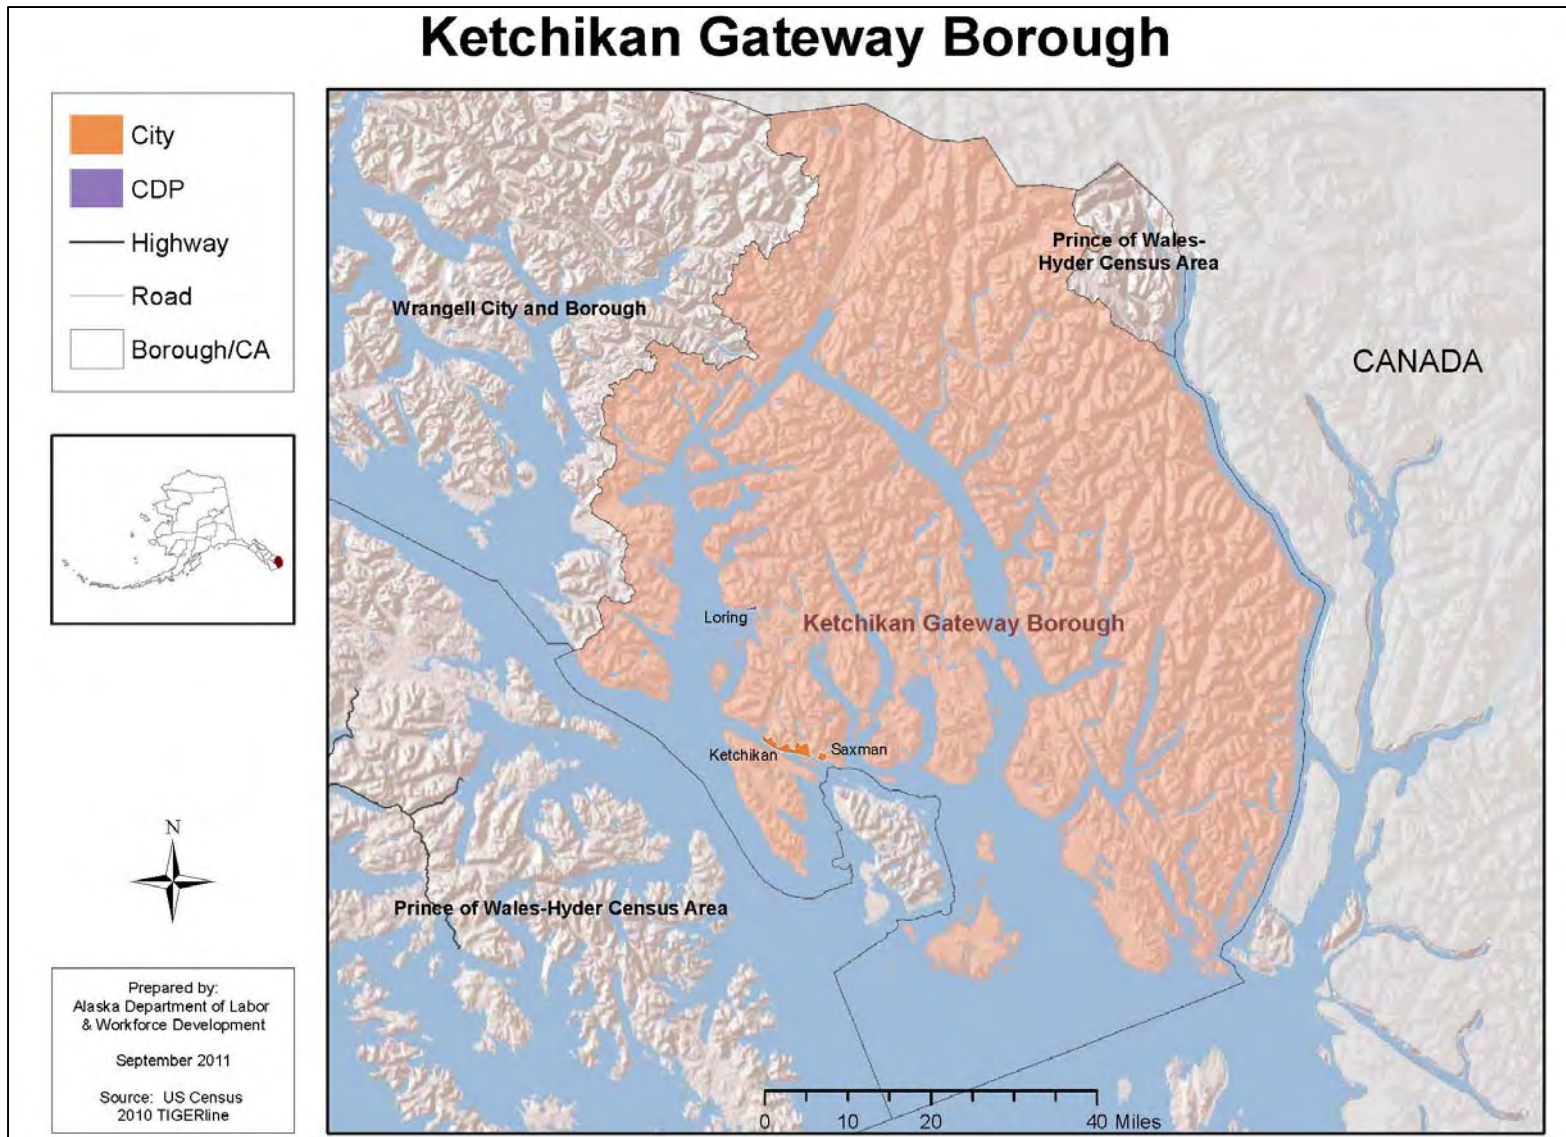 Ketchikan Gateway Borough
City
CDP
Highway
Road
Borough/CA
Prince of Wales-
Hyder Census Area
Wrangell City and Borough
CANADA
Loring
Ketchikan Gateway Borough
Ketchikan
Saxman
N
Prince of Wales-Hyder Census Area
Prepared by:
Alaska Department of Labor
& Workforce Development
September 2011
Source: US Census
2010 TIGERline
0 10 20 40 Miles